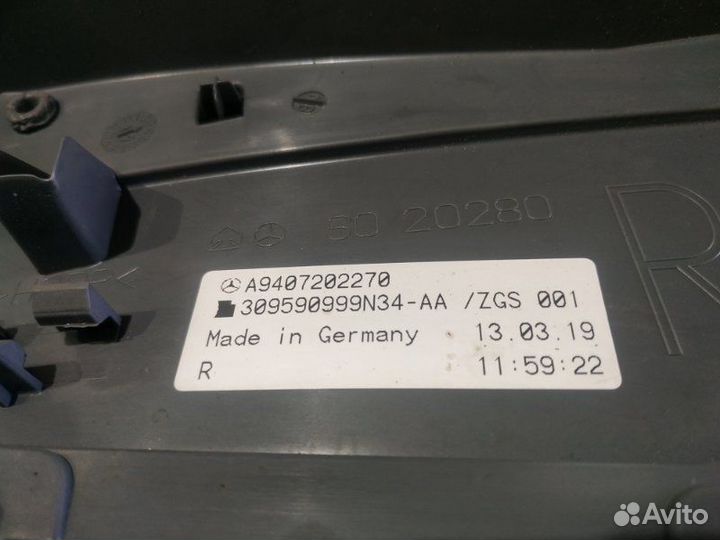 60 20280
R
A9407202270
309590999N34-AA /ZGS 001
Made in Germany 13.03.19
R 11:59:22
Avito